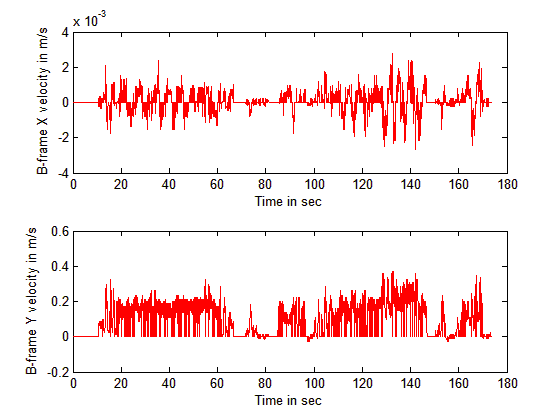 x 10-3
4
2
0
-2
-4
B-frame X velocity in m/s
0 20 40 60 80 100 120 140 160 180
Time in sec
0.6
0.4
0.2
0
-0.2
B-frame Y velocity in m/s
0 20 40 60 80 100 120 140 160 180
Time in sec